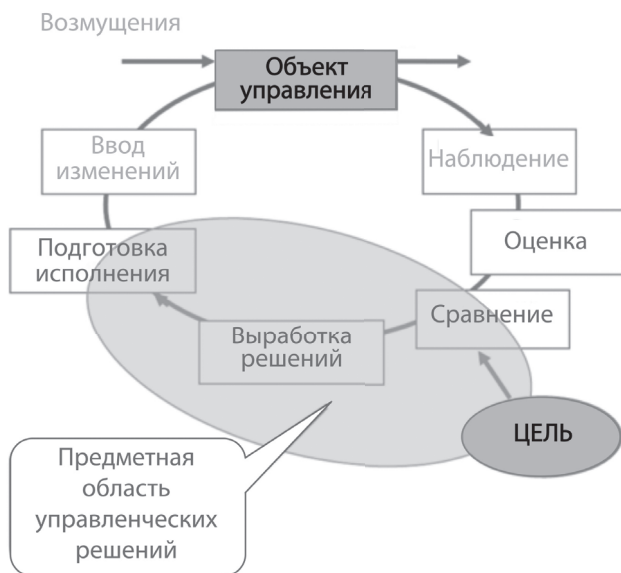 Возмущения
Объект
управления
Ввод
изменений
Наблюдение
Подготовка
исполнения
Оценка
Сравнение
Выработка
решений
ЦЕЛЬ
Предметная
область
управленческих
решений